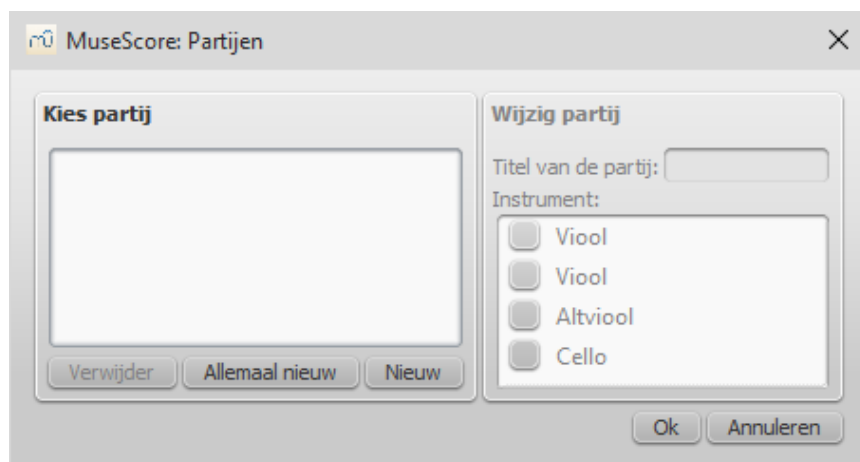 MuseScore: Partijen
Kies partij
Verwijder
Allemaal nieuw
Nieuw
Wijzig partij
Titel van de partij:
Instrument:
Viool
Viool
Altviool
Cello
Ok
Annuleren